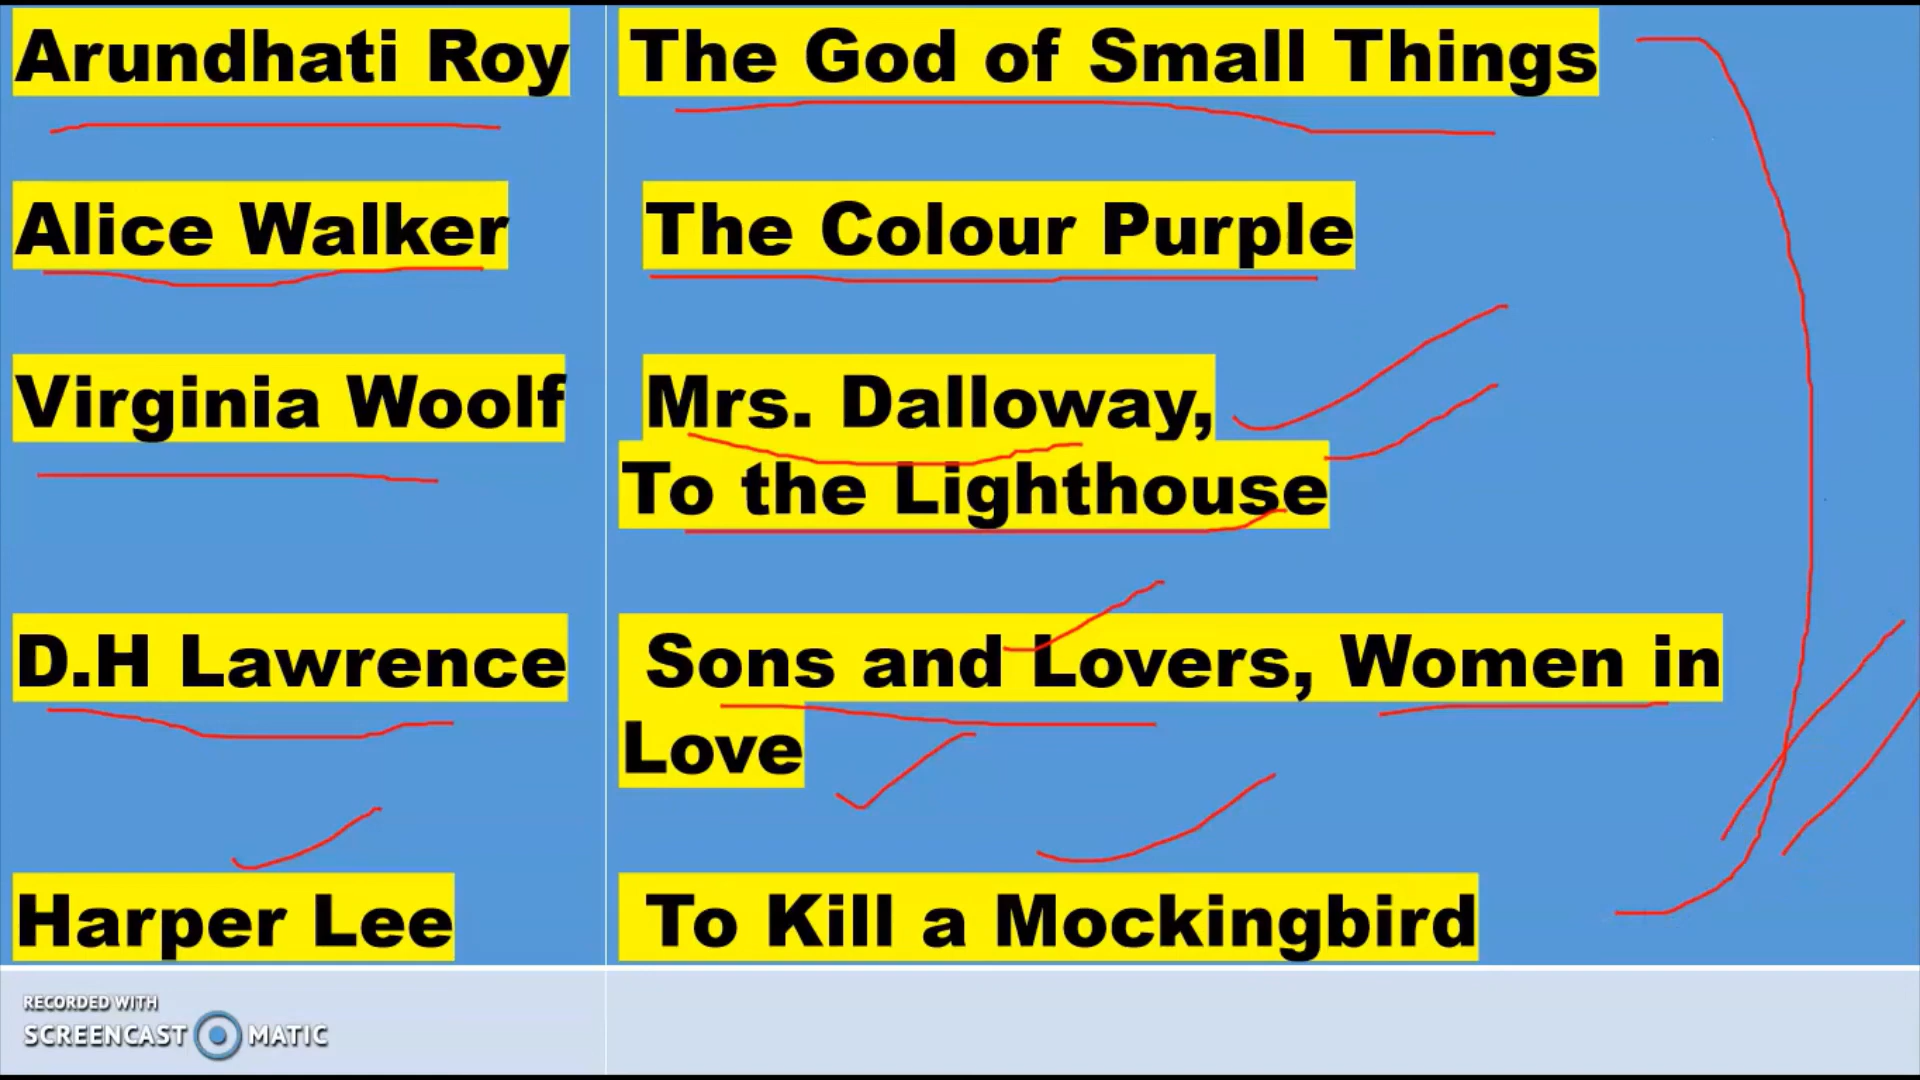 Arundhati Roy The God of Small Things
Alice Walker The Colour Purple
Virginia Woolf Mrs. Dalloway,
To the Lighthouse
D.H Lawrence Sons and Lovers, Women in
Love
Harper Lee To Kill a Mockingbird
RECORDED WITH
SCREENCAST MATIC